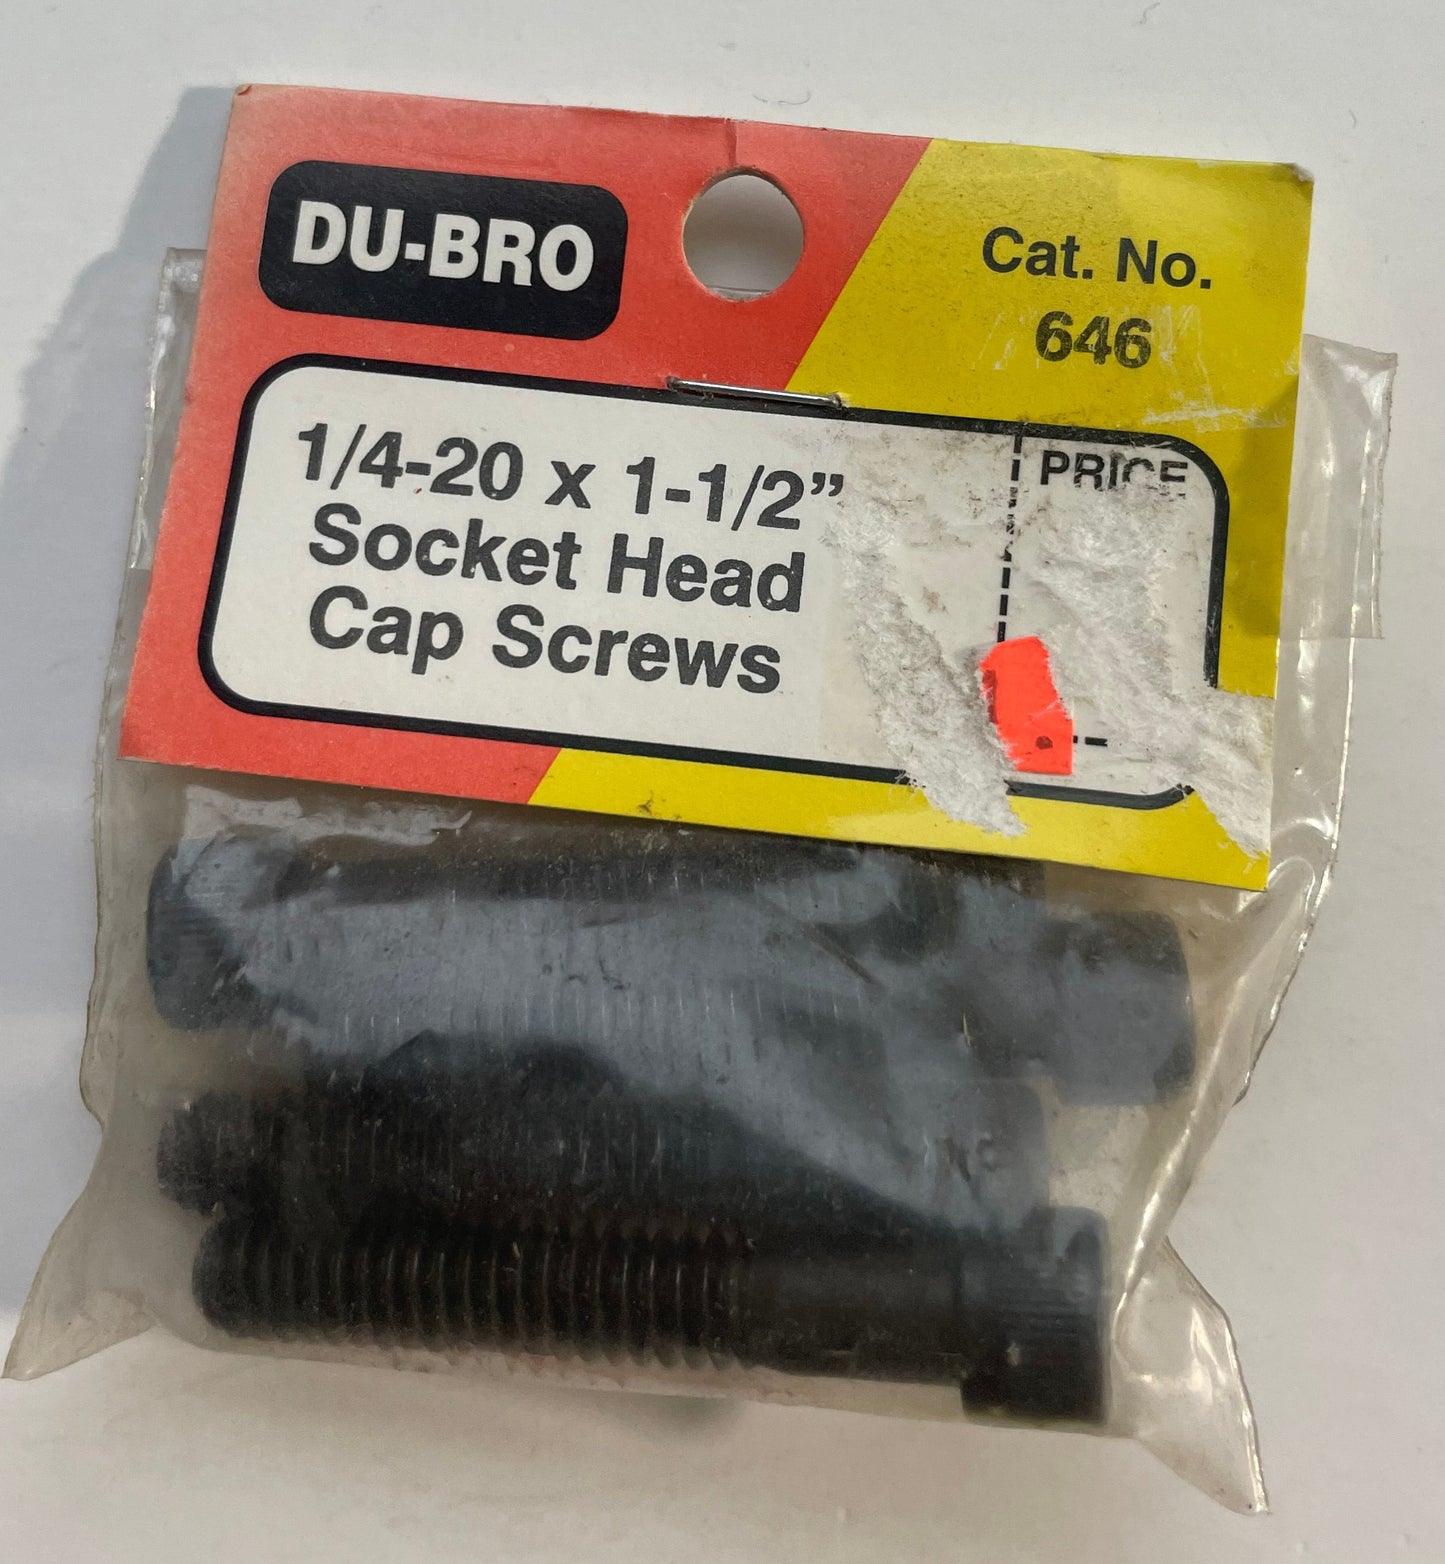 DU-BRO
Cat. No.
646
1/4-20 x 1-1/2”
Socket Head
Cap Screws
PRICE